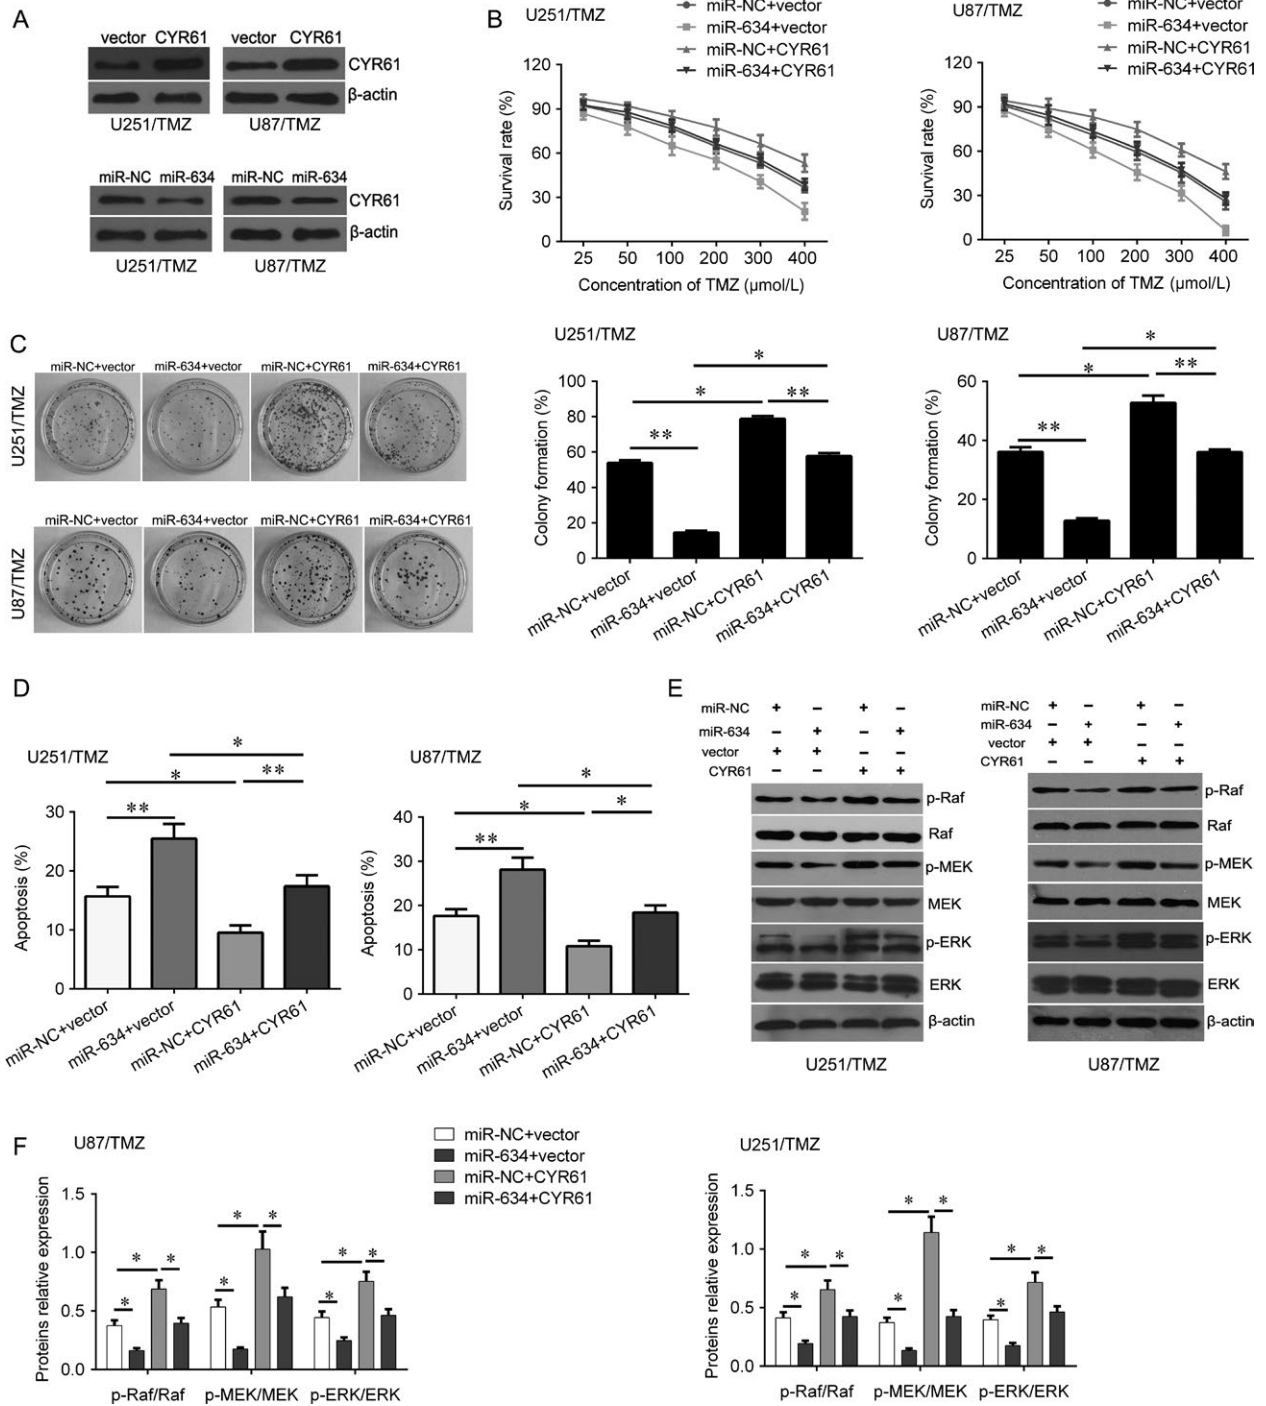 A
vector CYR61 vector CYR61
CYR61
β-actin
U251/TMZ U87/TMZ
miR-NC miR-634 miR-NC miR-634
CYR61
β-actin
U251/TMZ U87/TMZ
B
U251/TMZ
miR-NC+vector
miR-634+vector
miR-NC+CYR61
miR-634+CYR61
Survival rate (%)
120
90
60
30
0
25 50 100 200 300 400
Concentration of TMZ (μmol/L)
U87/TMZ
miR-NC+vector
miR-634+vector
miR-NC+CYR61
miR-634+CYR61
Survival rate (%)
120
90
60
30
0
25 50 100 200 300 400
Concentration of TMZ (μmol/L)
C
miR-NC+vector miR-634+vector miR-NC+CYR61 miR-634+CYR61
U251/TMZ
miR-NC+vector miR-634+vector miR-NC+CYR61 miR-634+CYR61
U87/TMZ
U251/TMZ
*
* **
**
Colony formation (%)
100
80
60
40
20
0
miR-NC+vector
miR-634+vector
miR-NC+CYR61
miR-634+CYR61
U87/TMZ
*
* **
**
Colony formation (%)
60
40
20
0
miR-NC+vector
miR-634+vector
miR-NC+CYR61
miR-634+CYR61
D
U251/TMZ
*
* **
**
Apoptosis (%)
30
20
10
0
miR-NC+vector
miR-634+vector
miR-NC+CYR61
miR-634+CYR61
U87/TMZ
*
* *
**
Apoptosis (%)
40
30
20
10
0
miR-NC+vector
miR-634+vector
miR-NC+CYR61
miR-634+CYR61
E
miR-NC + − + −
miR-634 − + − +
vector + + − −
CYR61 − − + +
p-Raf
Raf
p-MEK
MEK
p-ERK
ERK
β-actin
U251/TMZ
miR-NC + − + −
miR-634 − + − +
vector + + − −
CYR61 − − + +
p-Raf
Raf
p-MEK
MEK
p-ERK
ERK
β-actin
U87/TMZ
F
U87/TMZ
miR-NC+vector
miR-634+vector
miR-NC+CYR61
miR-634+CYR61
Proteins relative expression
1.5
1.0
0.5
0.0
* * *
* * *
* * *
p-Raf/Raf p-MEK/MEK p-ERK/ERK
U251/TMZ
Proteins relative expression
1.5
1.0
0.5
0.0
* * *
* * *
* * *
p-Raf/Raf p-MEK/MEK p-ERK/ERK